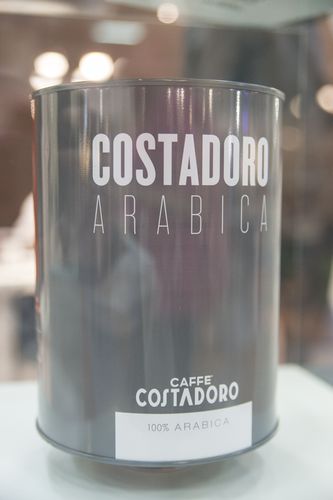 COSTADORO
ARABICA
CAFFE'
COSTADORO
100% ARABICA